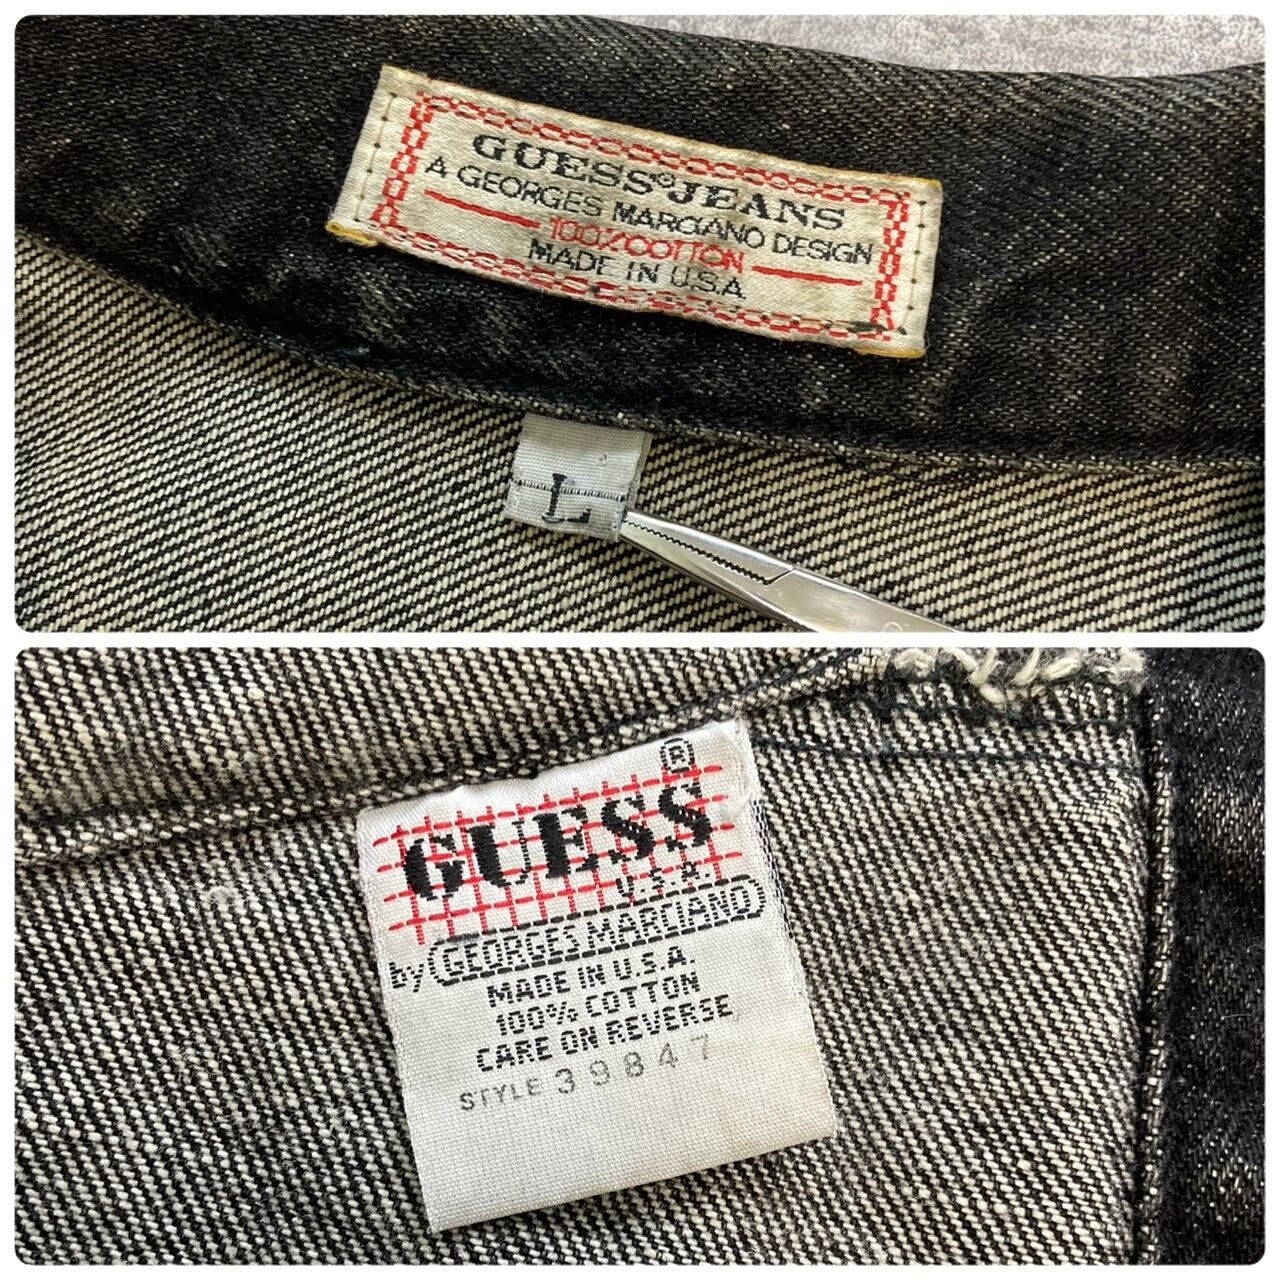 GUESS® JEANS
A GEORGES MARCIANO DESIGN
100% COTTON
MADE IN U.S.A
L
®
GUESS
U.S.A.
by GEORGES MARCIANO
MADE IN U.S.A.
100% COTTON
CARE ON REVERSE
STYLE 39847